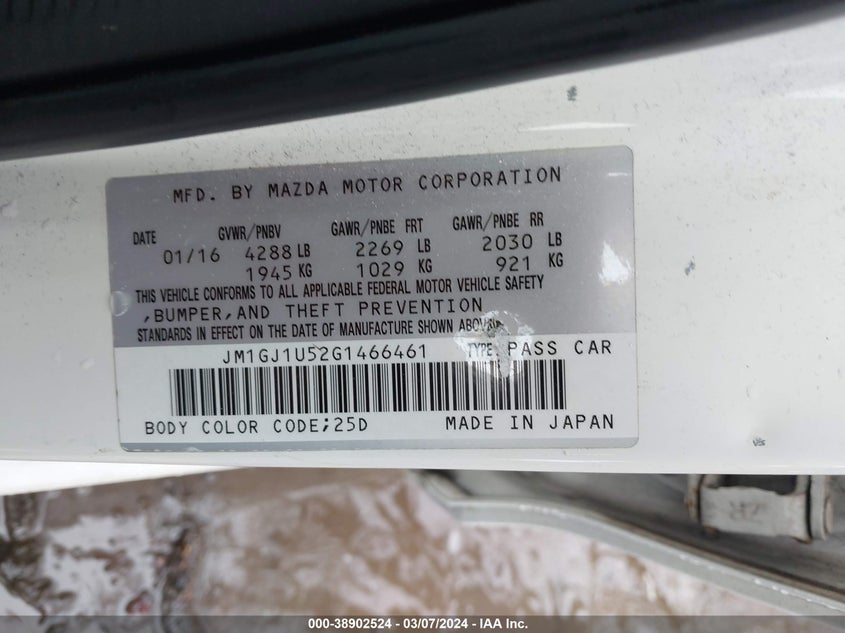 MFD. BY MAZDA MOTOR CORPORATION
DATE GVWR/PNBV GAWR/PNBE FRT GAWR/PNBE RR
01/16 4288 LB 2269 LB 2030 LB
1945 KG 1029 KG 921 KG
THIS VEHICLE CONFORMS TO ALL APPLICABLE FEDERAL MOTOR VEHICLE SAFETY
,BUMPER,AND THEFT PREVENTION
STANDARDS IN EFFECT ON THE DATE OF MANUFACTURE SHOWN ABOVE.
JM1GJ1U52G1466461 TYPE PASS CAR
BODY COLOR CODE;25D MADE IN JAPAN
000-38902524 — 03/07/2024 — IAA Inc.